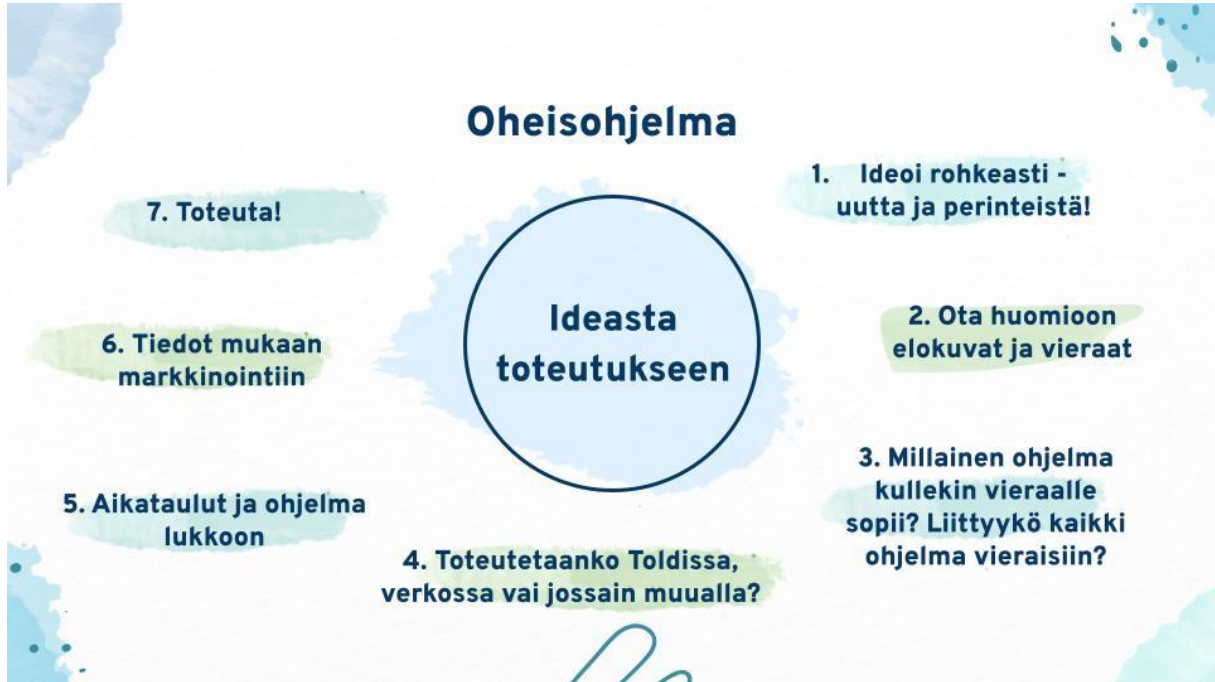 Oheisohjelma
Ideasta
toteutukseen
1. Ideoi rohkeasti -
uutta ja perinteistä!
2. Ota huomioon
elokuvat ja vieraat
3. Millainen ohjelma
kullekin vieraalle
sopii? Liittyykö kaikki
ohjelma vieraisiin?
4. Toteutetaanko Toldissa,
verkossa vai jossain muualla?
5. Aikataulut ja ohjelma
lukkoon
6. Tiedot mukaan
markkinointiin
7. Toteuta!